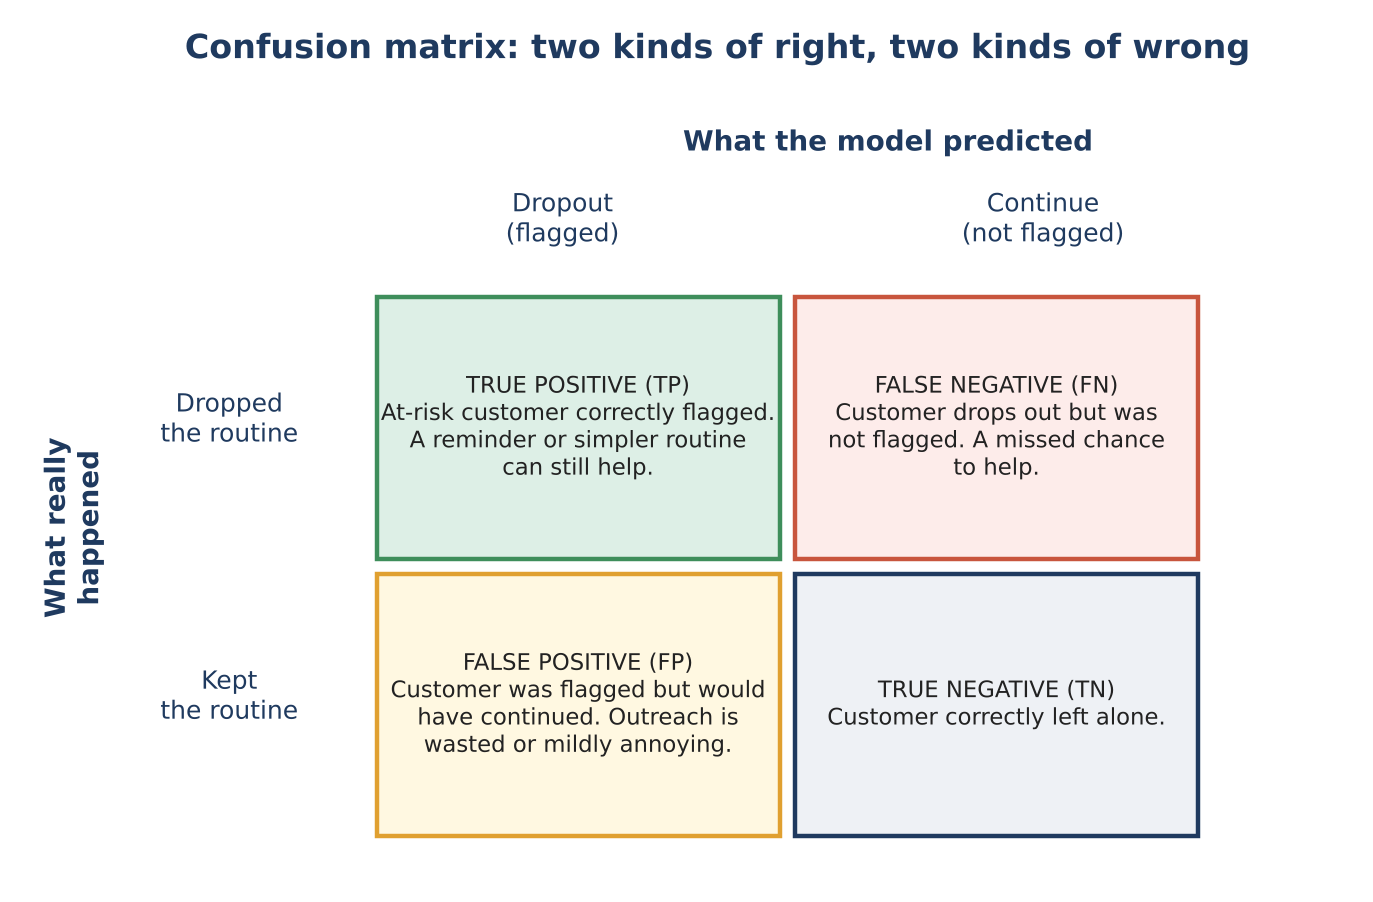 Confusion matrix: two kinds of right, two kinds of wrong
What the model predicted
Dropout
(flagged)
Continue
(not flagged)
What really
happened
Dropped
the routine
TRUE POSITIVE (TP)
At-risk customer correctly flagged.
A reminder or simpler routine
can still help.
FALSE NEGATIVE (FN)
Customer drops out but was
not flagged. A missed chance
to help.
Kept
the routine
FALSE POSITIVE (FP)
Customer was flagged but would
have continued. Outreach is
wasted or mildly annoying.
TRUE NEGATIVE (TN)
Customer correctly left alone.